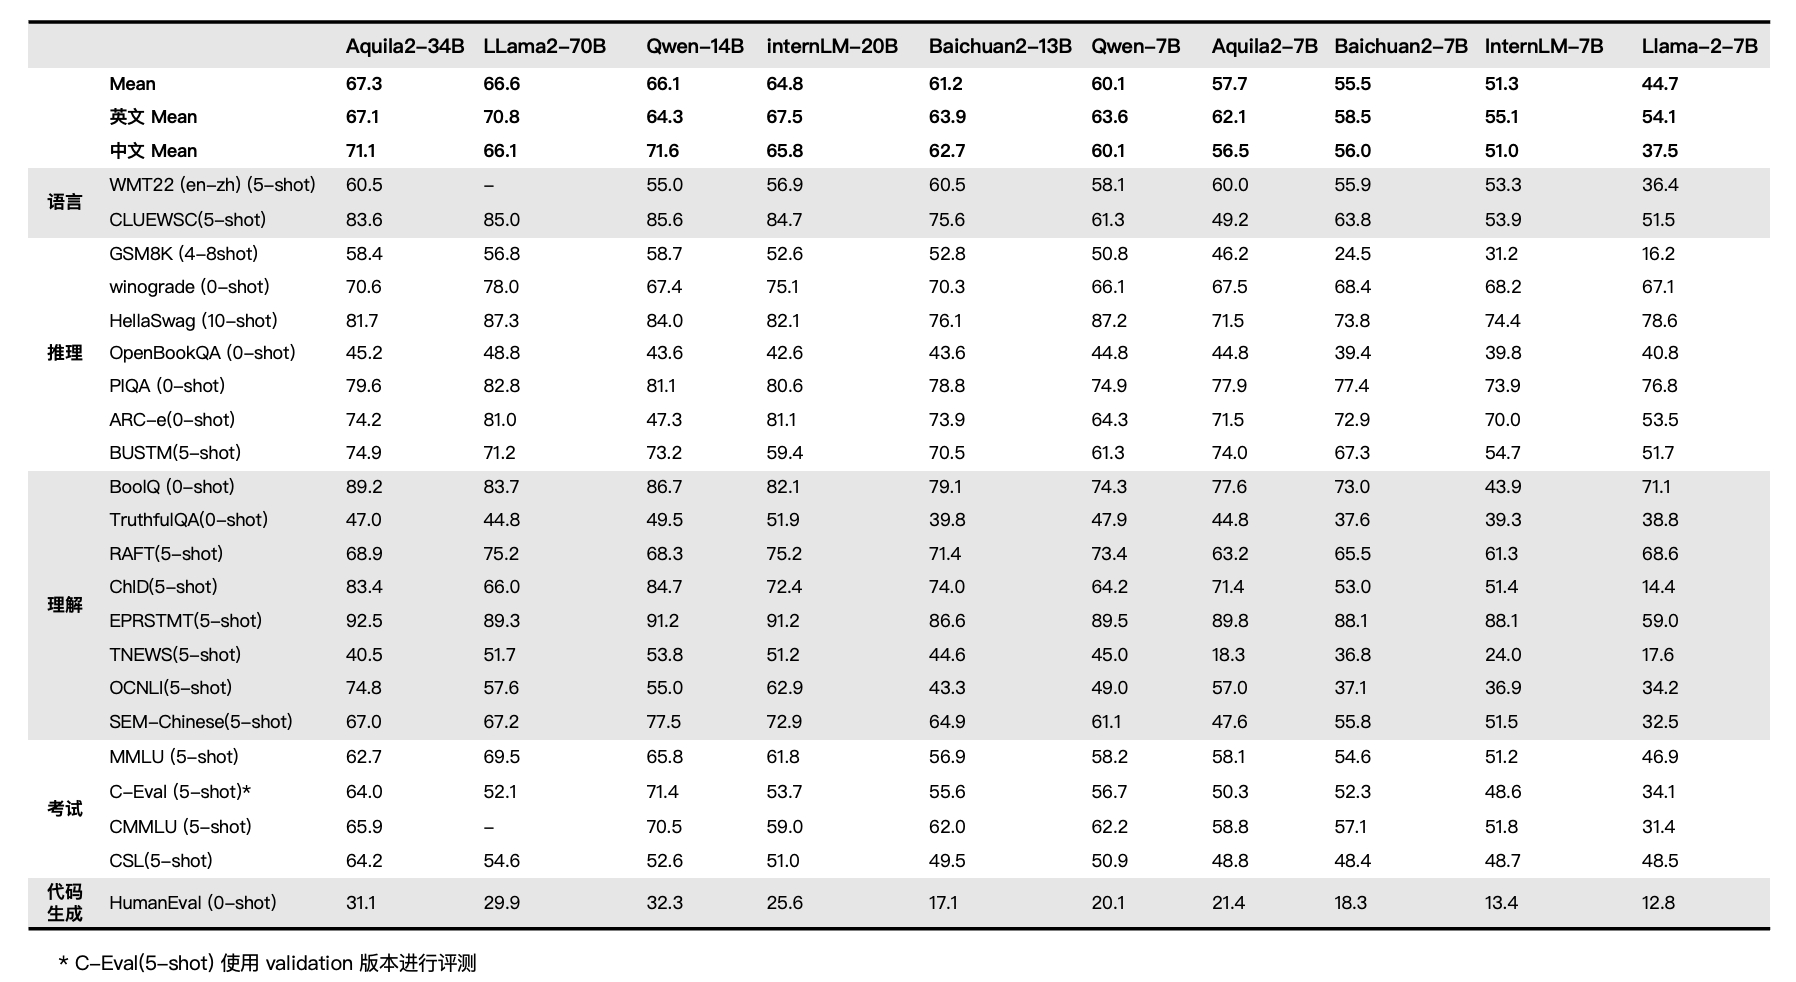 Aquila2-34B LLama2-70B Qwen-14B internLM-20B Baichuan2-13B Qwen-7B Aquila2-7B Baichuan2-7B InternLM-7B Llama-2-7B
Mean 67.3 66.6 66.1 64.8 61.2 60.1 57.7 55.5 51.3 44.7
英文 Mean 67.1 70.8 64.3 67.5 63.9 63.6 62.1 58.5 55.1 54.1
中文 Mean 71.1 66.1 71.6 65.8 62.7 60.1 56.5 56.0 51.0 37.5
语言
WMT22 (en-zh) (5-shot) 60.5 - 55.0 56.9 60.5 58.1 60.0 55.9 53.3 36.4
CLUEWSC(5-shot) 83.6 85.0 85.6 84.7 75.6 61.3 49.2 63.8 53.9 51.5
推理
GSM8K (4-8shot) 58.4 56.8 58.7 52.6 52.8 50.8 46.2 24.5 31.2 16.2
winograde (0-shot) 70.6 78.0 67.4 75.1 70.3 66.1 67.5 68.4 68.2 67.1
HellaSwag (10-shot) 81.7 87.3 84.0 82.1 76.1 87.2 71.5 73.8 74.4 78.6
OpenBookQA (0-shot) 45.2 48.8 43.6 42.6 43.6 44.8 44.8 39.4 39.8 40.8
PIQA (0-shot) 79.6 82.8 81.1 80.6 78.8 74.9 77.9 77.4 73.9 76.8
ARC-e(0-shot) 74.2 81.0 47.3 81.1 73.9 64.3 71.5 72.9 70.0 53.5
BUSTM(5-shot) 74.9 71.2 73.2 59.4 70.5 61.3 74.0 67.3 54.7 51.7
理解
BoolQ (0-shot) 89.2 83.7 86.7 82.1 79.1 74.3 77.6 73.0 43.9 71.1
TruthfulQA(0-shot) 47.0 44.8 49.5 51.9 39.8 47.9 44.8 37.6 39.3 38.8
RAFT(5-shot) 68.9 75.2 68.3 75.2 71.4 73.4 63.2 65.5 61.3 68.6
ChID(5-shot) 83.4 66.0 84.7 72.4 74.0 64.2 71.4 53.0 51.4 14.4
EPRSTMT(5-shot) 92.5 89.3 91.2 91.2 86.6 89.5 89.8 88.1 88.1 59.0
TNEWS(5-shot) 40.5 51.7 53.8 51.2 44.6 45.0 18.3 36.8 24.0 17.6
OCNLI(5-shot) 74.8 57.6 55.0 62.9 43.3 49.0 57.0 37.1 36.9 34.2
SEM-Chinese(5-shot) 67.0 67.2 77.5 72.9 64.9 61.1 47.6 55.8 51.5 32.5
考试
MMLU (5-shot) 62.7 69.5 65.8 61.8 56.9 58.2 58.1 54.6 51.2 46.9
C-Eval (5-shot)* 64.0 52.1 71.4 53.7 55.6 56.7 50.3 52.3 48.6 34.1
CMMLU (5-shot) 65.9 - 70.5 59.0 62.0 62.2 58.8 57.1 51.8 31.4
CSL(5-shot) 64.2 54.6 52.6 51.0 49.5 50.9 48.8 48.4 48.7 48.5
代码
生成
HumanEval (0-shot) 31.1 29.9 32.3 25.6 17.1 20.1 21.4 18.3 13.4 12.8
* C-Eval(5-shot) 使用 validation 版本进行评测